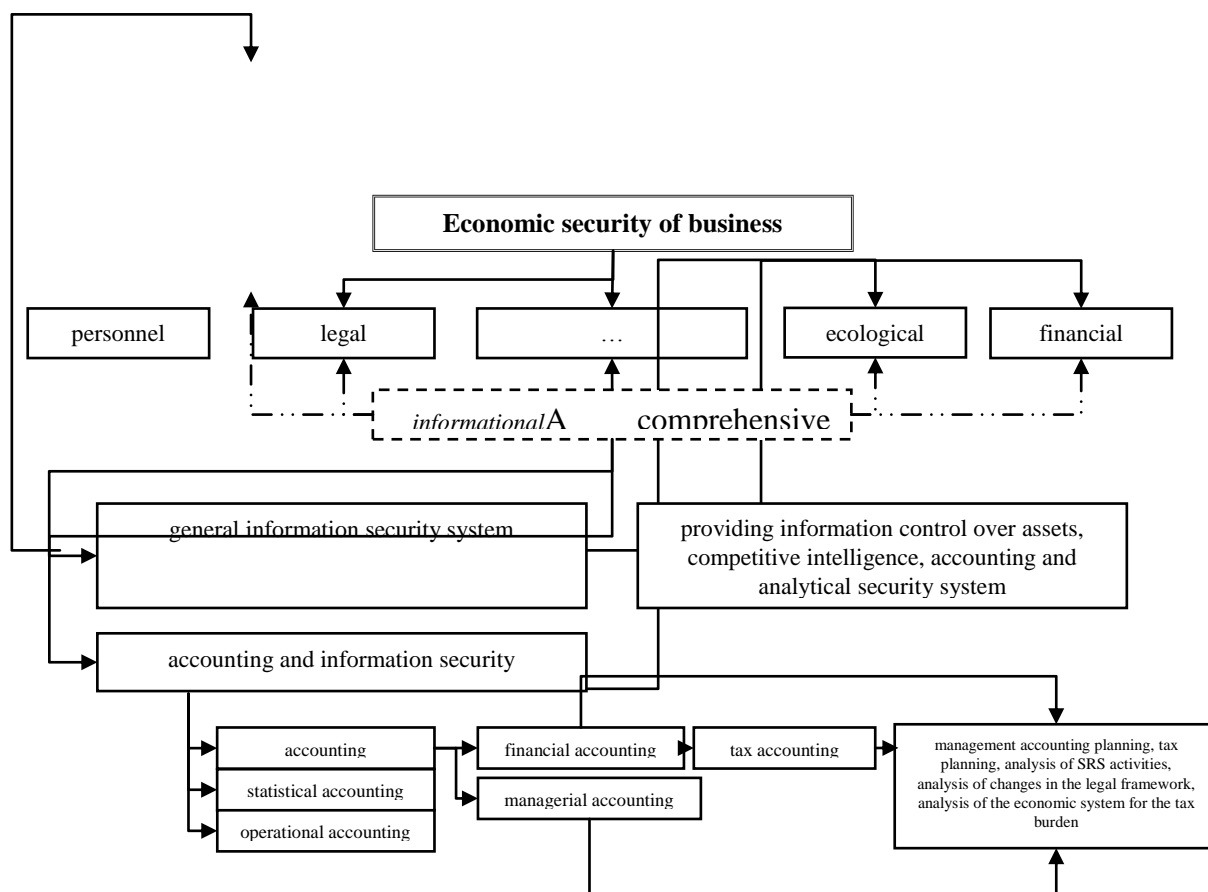 Economic security of business
personnel
legal
…
ecological
financial
informationalA comprehensive
general information security system
providing information control over assets,
competitive intelligence, accounting and
analytical security system
accounting and information security
accounting
financial accounting
tax accounting
management accounting planning, tax
planning, analysis of SRS activities,
analysis of changes in the legal framework,
analysis of the economic system for the tax
burden
statistical accounting
managerial accounting
operational accounting